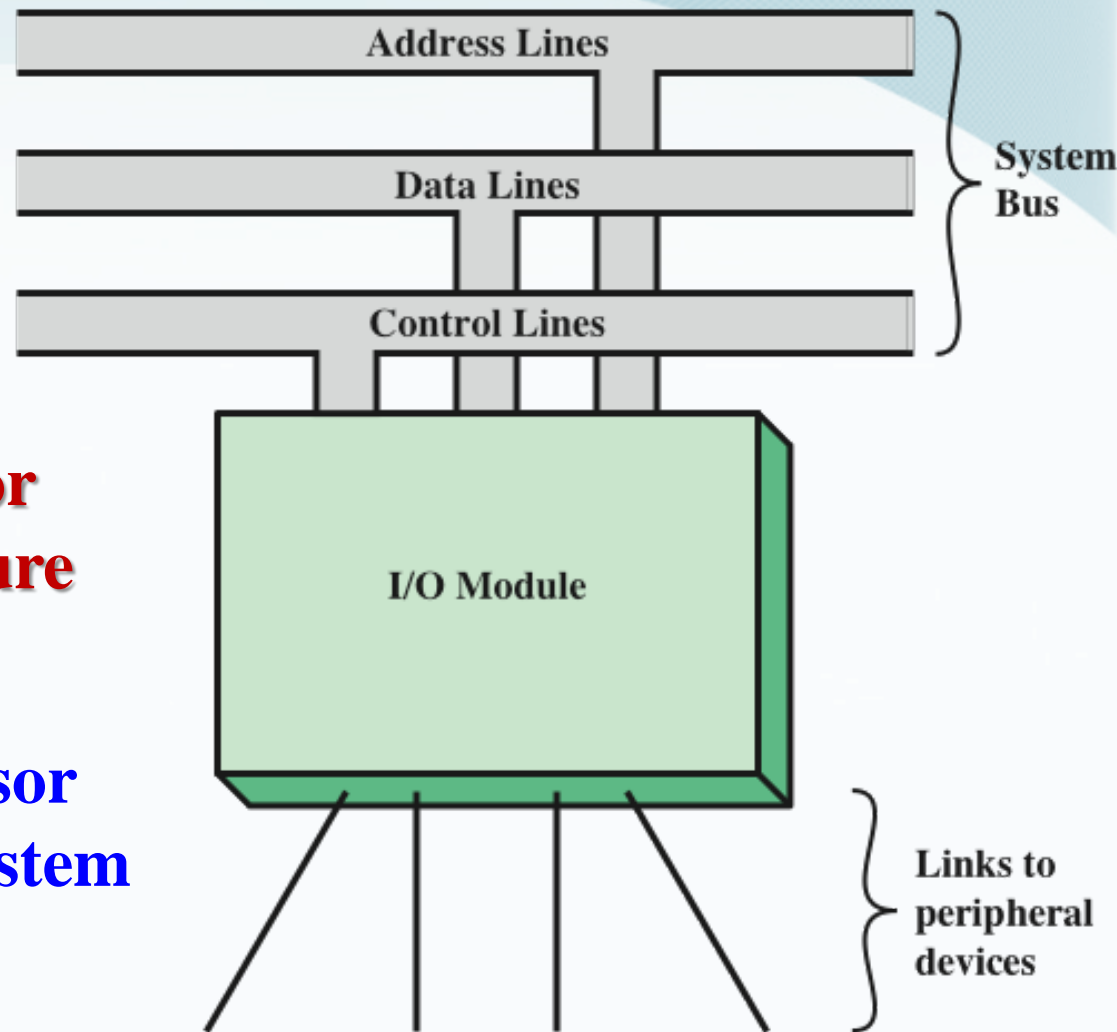 Address Lines
Data Lines
System
Bus
Control Lines
I/O Module
Links to
peripheral
devices